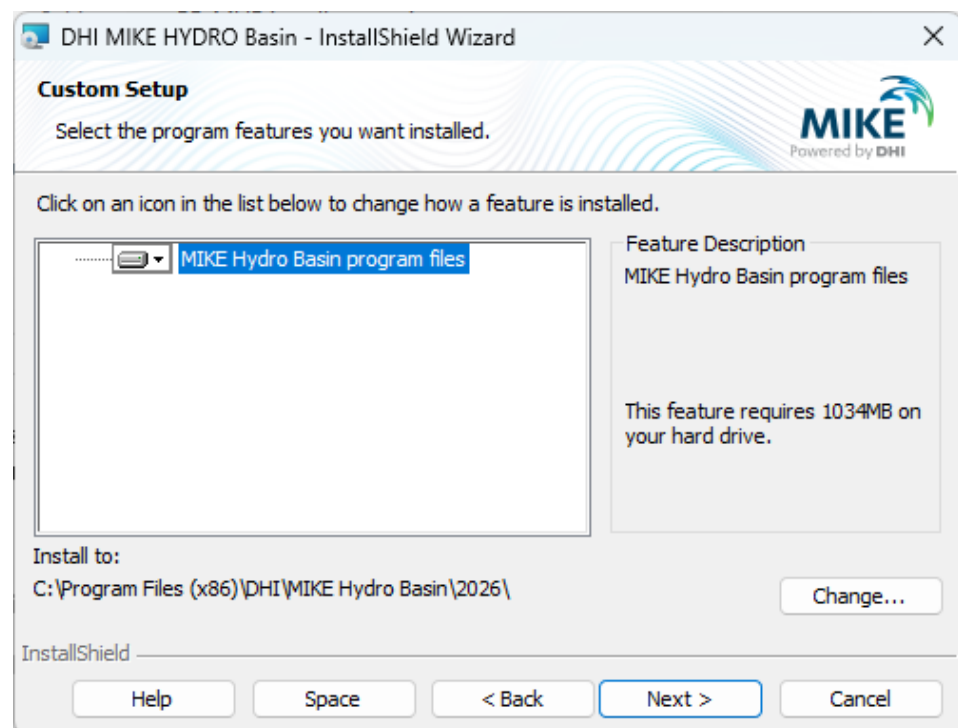 DHI MIKE HYDRO Basin - InstallShield Wizard
Custom Setup
Select the program features you want installed.
MIKE
Powered by DHI
Click on an icon in the list below to change how a feature is installed.
MIKE Hydro Basin program files
Feature Description
MIKE Hydro Basin program files
This feature requires 1034MB on
your hard drive.
Install to:
C:\Program Files (x86)\DHI\MIKE Hydro Basin\2026\
Change...
InstallShield
Help
Space
< Back
Next >
Cancel